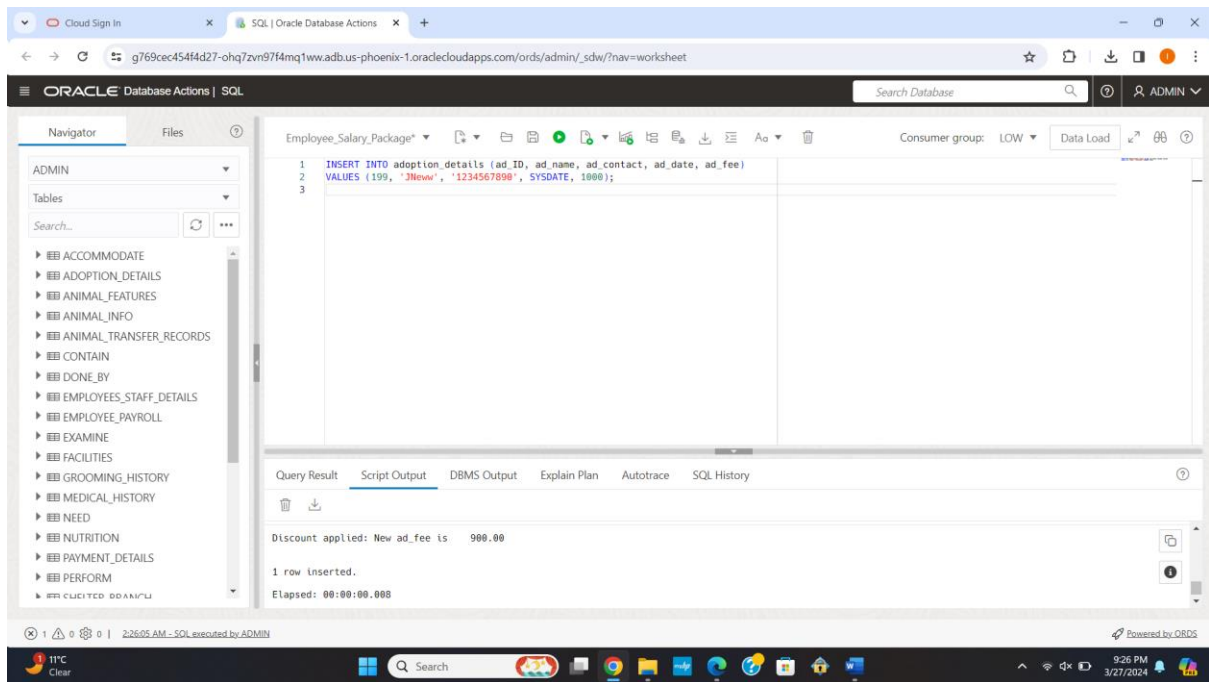 Cloud Sign In
SQL | Oracle Database Actions
g769cec454f4d27-ohq7zvn97f4mq1ww.adb.us-phoenix-1.oraclecloudapps.com/ords/admin/_sdw/?nav=worksheet
ORACLE Database Actions | SQL
Search Database
ADMIN
Navigator
Files
Employee_Salary_Package*
Aa
Consumer group: LOW
Data Load
ADMIN
Tables
Search...
ACCOMMODATE
ADOPTION_DETAILS
ANIMAL_FEATURES
ANIMAL_INFO
ANIMAL_TRANSFER_RECORDS
CONTAIN
DONE_BY
EMPLOYEES_STAFF_DETAILS
EMPLOYEE_PAYROLL
EXAMINE
FACILITIES
GROOMING_HISTORY
MEDICAL_HISTORY
NEED
NUTRITION
PAYMENT_DETAILS
PERFORM
SHELTER_BRANCH
1 INSERT INTO adoption_details (ad_ID, ad_name, ad_contact, ad_date, ad_fee)
2 VALUES (199, 'JNeww', '1234567890', SYSDATE, 1000);
3
Query Result
Script Output
DBMS Output
Explain Plan
Autotrace
SQL History
Discount applied: New ad_fee is 900.00
1 row inserted.
Elapsed: 00:00:00.008
1 0 0 | 2:26:05 AM - SQL executed by ADMIN
Powered by ORDS
1
11°C
Clear
Search
9:26 PM
3/27/2024